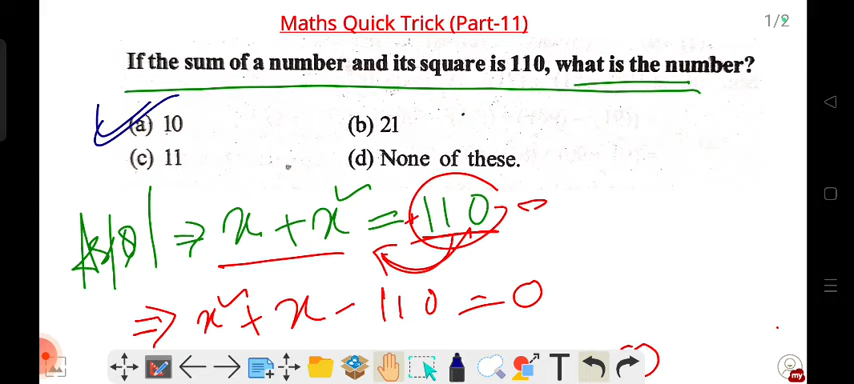 Maths Quick Trick (Part-11)
1/2
If the sum of a number and its square is 110, what is the number?
(a) 10 (b) 21
(c) 11 (d) None of these.
⇒ x + x² = 110
⇒ x² + x - 110 = 0
T
my